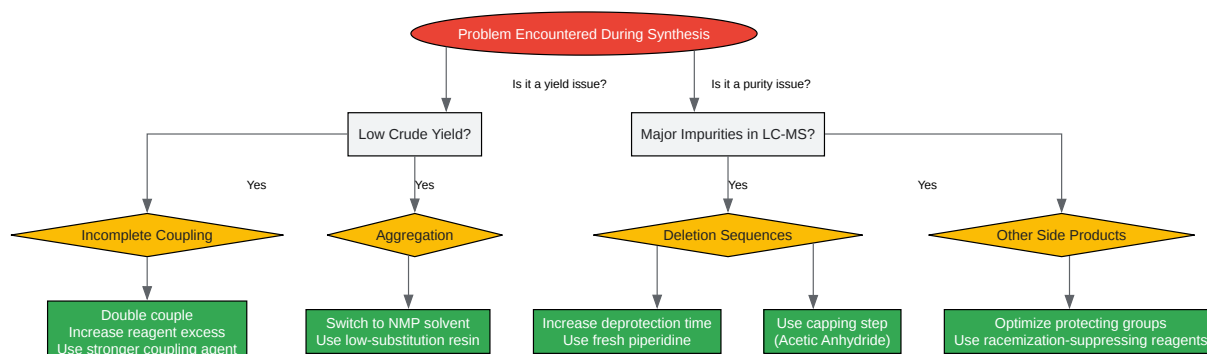 Problem Encountered During Synthesis
Is it a yield issue?
Is it a purity issue?
Low Crude Yield?
Major Impurities in LC-MS?
Yes
Yes
Yes
Yes
Incomplete Coupling
Aggregation
Deletion Sequences
Other Side Products
Double couple
Increase reagent excess
Use stronger coupling agent
Switch to NMP solvent
Use low-substitution resin
Increase deprotection time
Use fresh piperidine
Use capping step
(Acetic Anhydride)
Optimize protecting groups
Use racemization-suppressing reagents